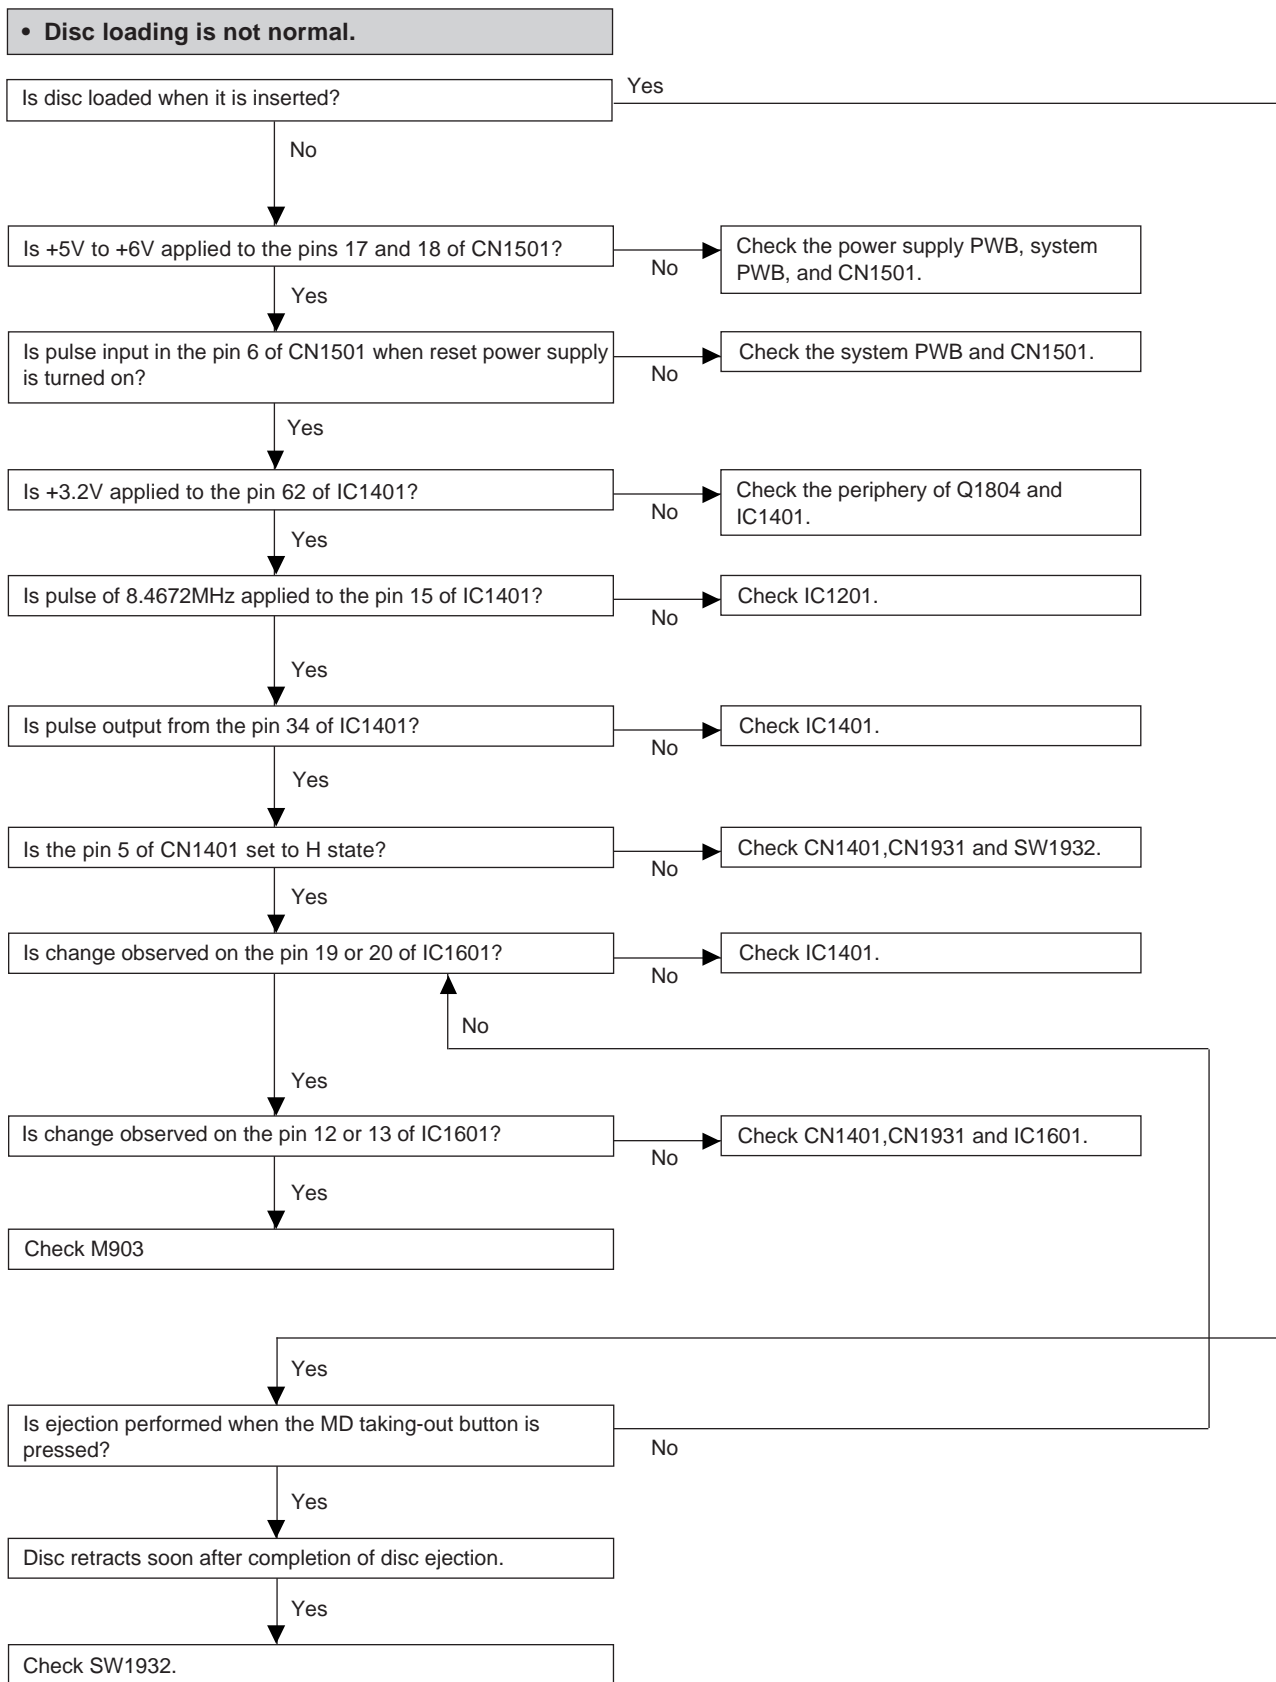 • Disc loading is not normal.
Is disc loaded when it is inserted?
Yes
No
Is +5V to +6V applied to the pins 17 and 18 of CN1501?
No
Check the power supply PWB, system
PWB, and CN1501.
Yes
Is pulse input in the pin 6 of CN1501 when reset power supply
is turned on?
No
Check the system PWB and CN1501.
Yes
Is +3.2V applied to the pin 62 of IC1401?
No
Check the periphery of Q1804 and
IC1401.
Yes
Is pulse of 8.4672MHz applied to the pin 15 of IC1401?
No
Check IC1201.
Yes
Is pulse output from the pin 34 of IC1401?
No
Check IC1401.
Yes
Is the pin 5 of CN1401 set to H state?
No
Check CN1401,CN1931 and SW1932.
Yes
Is change observed on the pin 19 or 20 of IC1601?
No
Check IC1401.
No
Yes
Is change observed on the pin 12 or 13 of IC1601?
No
Check CN1401,CN1931 and IC1601.
Yes
Check M903
Yes
Is ejection performed when the MD taking-out button is
pressed?
No
Yes
Disc retracts soon after completion of disc ejection.
Yes
Check SW1932.